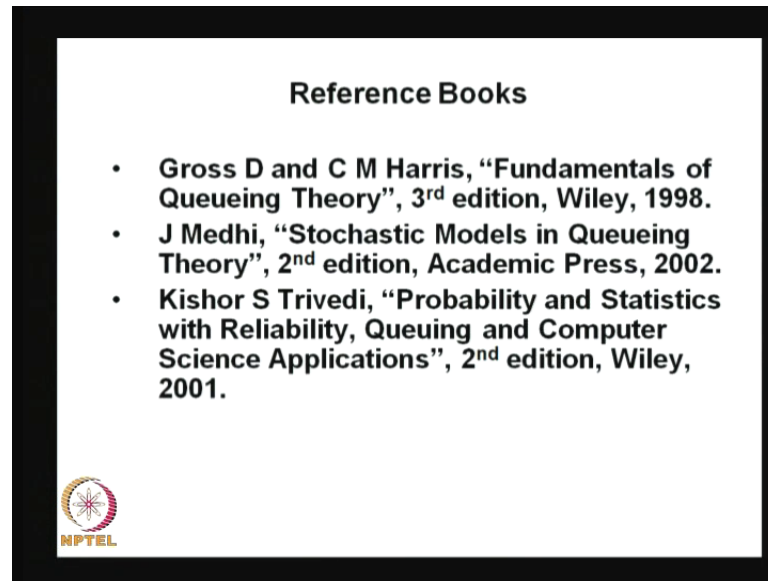 Reference Books
• Gross D and C M Harris, “Fundamentals of
Queueing Theory”, 3rd edition, Wiley, 1998.
• J Medhi, “Stochastic Models in Queueing
Theory”, 2nd edition, Academic Press, 2002.
• Kishor S Trivedi, “Probability and Statistics
with Reliability, Queuing and Computer
Science Applications”, 2nd edition, Wiley,
2001.
NPTEL